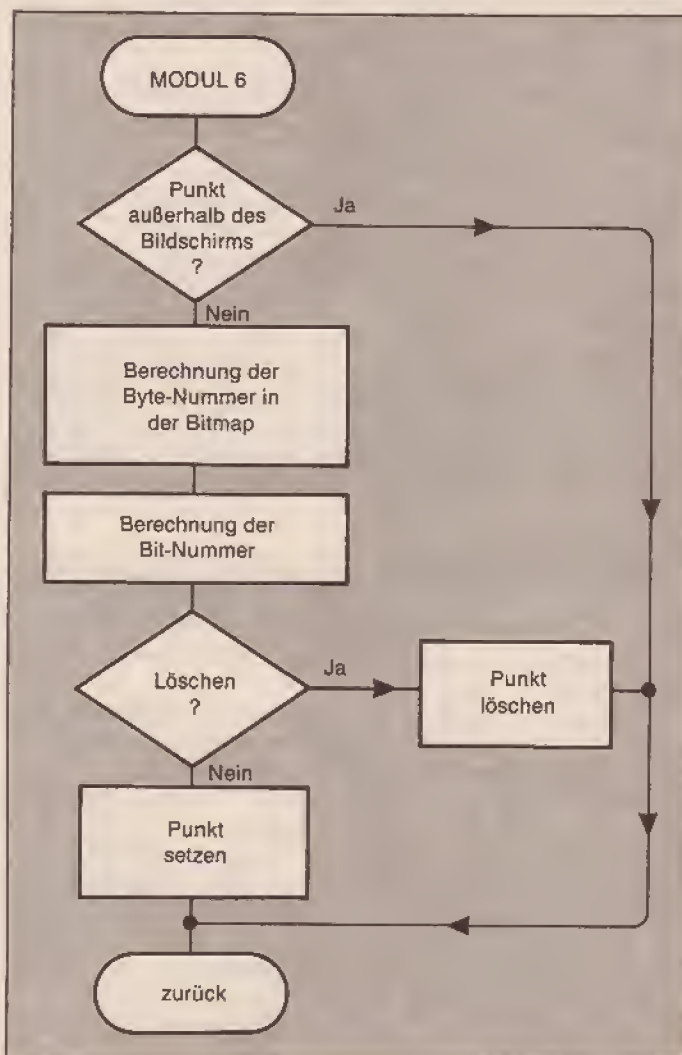 MODUL 6
Punkt
außerhalb des
Bildschirms
?
Ja
Nein
Berechnung der
Byte-Nummer in
der Bitmap
Berechnung der
Bit-Nummer
Löschen
?
Ja
Punkt
löschen
Nein
Punkt
setzen
zurück